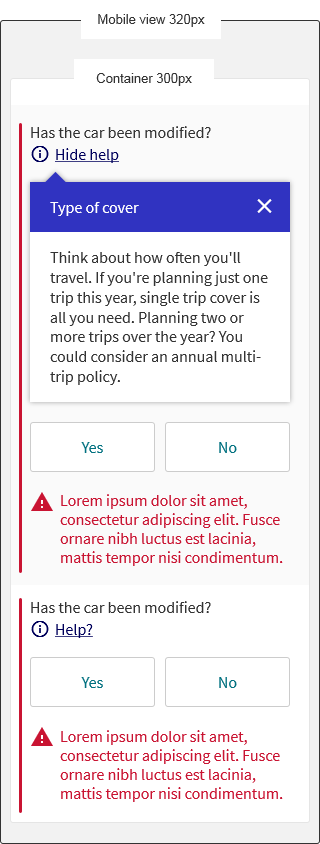 Mobile view 320px
Container 300px
Has the car been modified?
Hide help
Type of cover
Think about how often you'll
travel. If you're planning just one
trip this year, single trip cover is
all you need. Planning two or
more trips over the year? You
could consider an annual multi-
trip policy.
Yes No
Lorem ipsum dolor sit amet,
consectetur adipiscing elit. Fusce
ornare nibh luctus est lacinia,
mattis tempor nisi condimentum.
Has the car been modified?
Help?
Yes No
Lorem ipsum dolor sit amet,
consectetur adipiscing elit. Fusce
ornare nibh luctus est lacinia,
mattis tempor nisi condimentum.